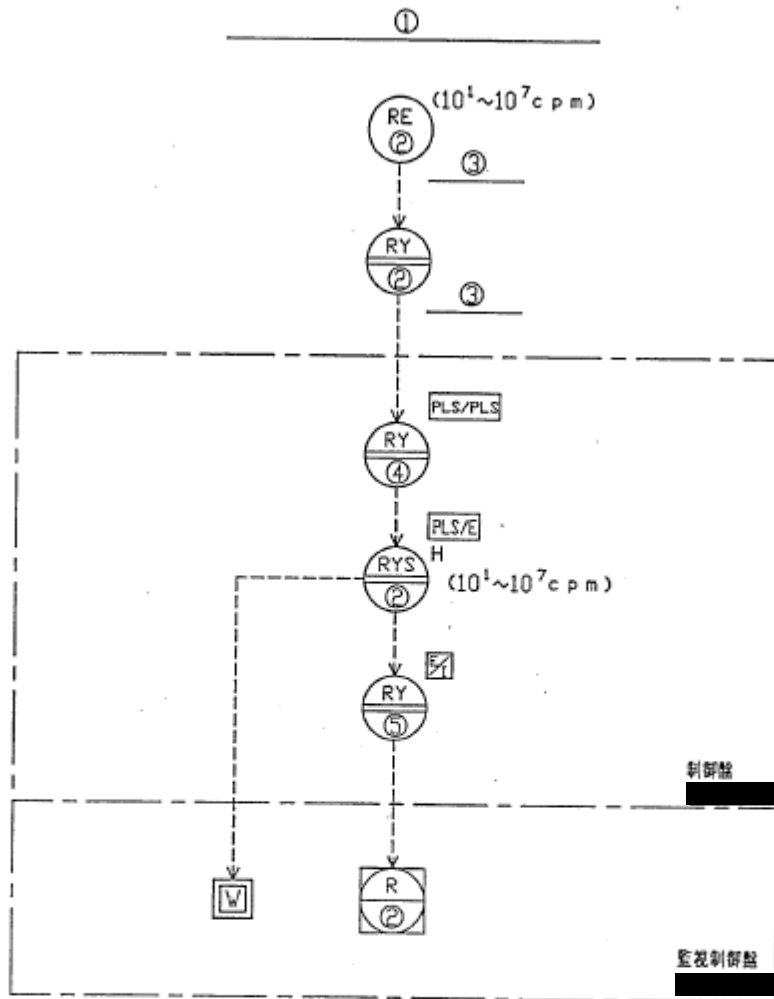 ①
(10¹~10⁷cpm)
RE
②
③
RY
②
③
PLS/PLS
RY
④
PLS/E
H
RYS
②
(10¹~10⁷cpm)
E/I
RY
⑤
制御盤
W
R
②
監視制御盤